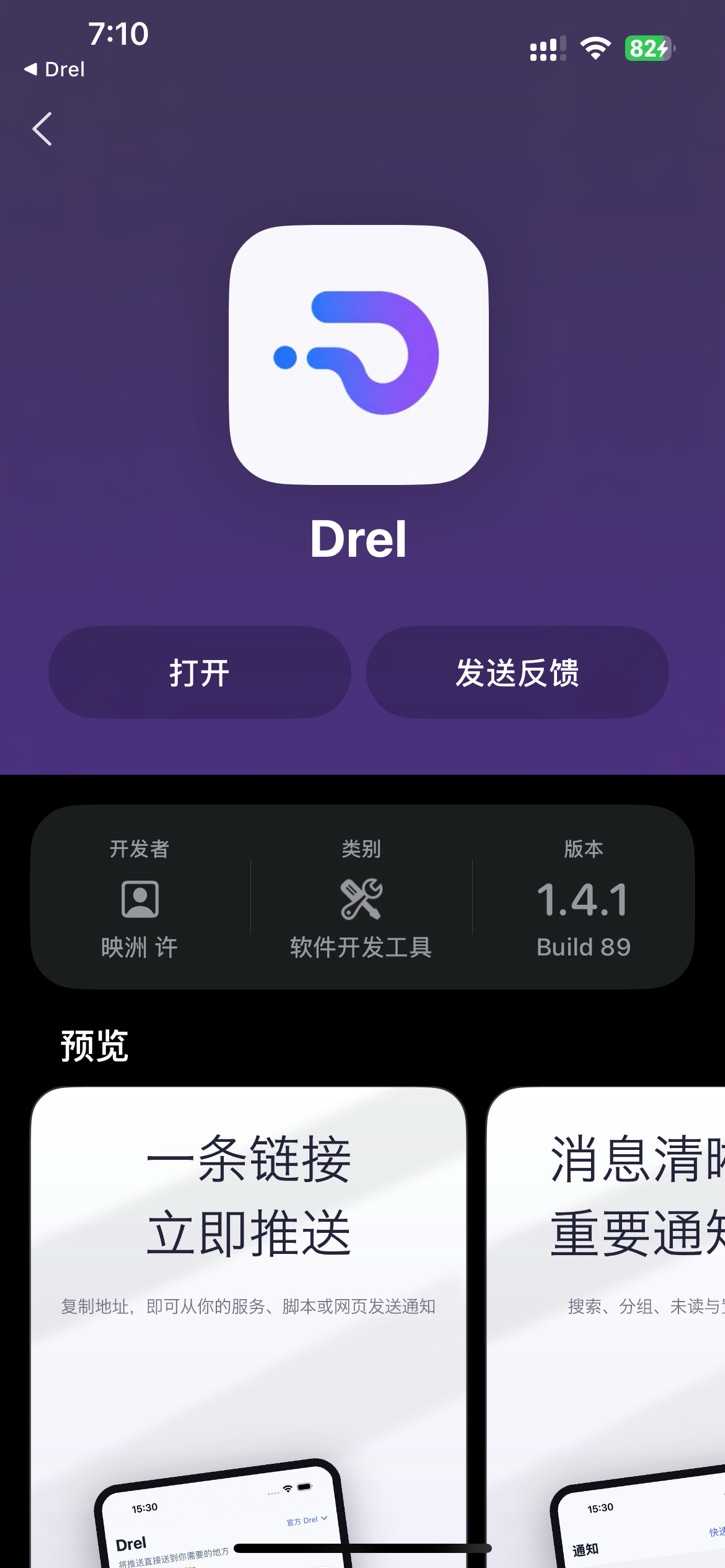 7:10
82
◀ Drel
Drel
打开
发送反馈
开发者
类别
版本
1.4.1
映洲 许
软件开发工具
Build 89
预览
一条链接
立即推送
复制地址，即可从你的服务、脚本或网页发送通知
消息清晰
重要通知
搜索、分组、未读与
15:30
官方 Drel
Drel
将推送直接送到你需要的地方
15:30
通知
快速